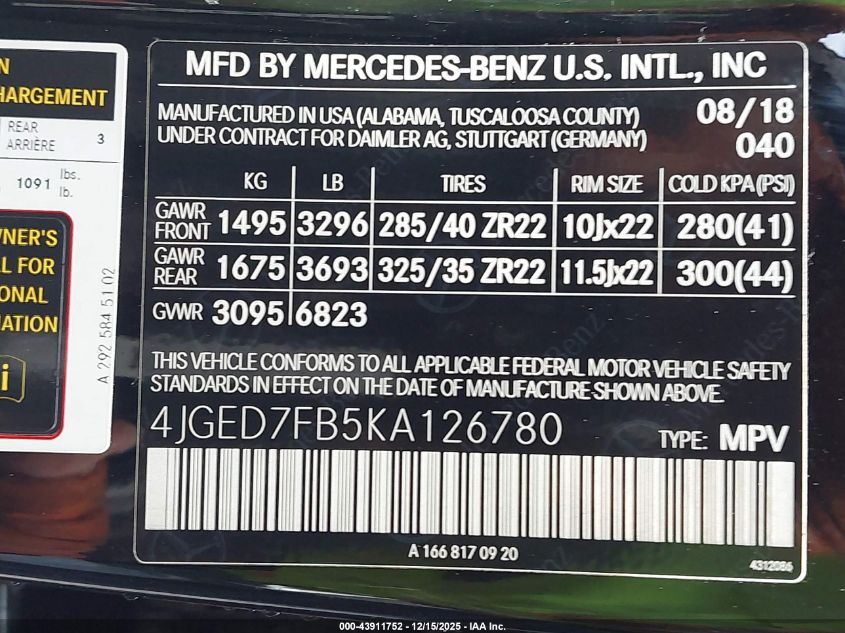 N
HARGEMENT
REAR
ARRIÈRE 3
1091 lbs.
lb.
WNER'S
L FOR
ONAL
ATION
i
A 292 584 51 02
MFD BY MERCEDES-BENZ U.S. INTL., INC
MANUFACTURED IN USA (ALABAMA, TUSCALOOSA COUNTY) 08/18
UNDER CONTRACT FOR DAIMLER AG, STUTTGART (GERMANY) 040
KG LB TIRES RIM SIZE COLD KPA (PSI)
GAWR FRONT 1495 3296 285/40 ZR22 10Jx22 280(41)
GAWR REAR 1675 3693 325/35 ZR22 11.5Jx22 300(44)
GVWR 3095 6823
THIS VEHICLE CONFORMS TO ALL APPLICABLE FEDERAL MOTOR VEHICLE SAFETY
STANDARDS IN EFFECT ON THE DATE OF MANUFACTURE SHOWN ABOVE.
4JGED7FB5KA126780 TYPE: MPV
A 166 817 09 20
4312086
000-43911752 - 12/15/2025 - IAA Inc.